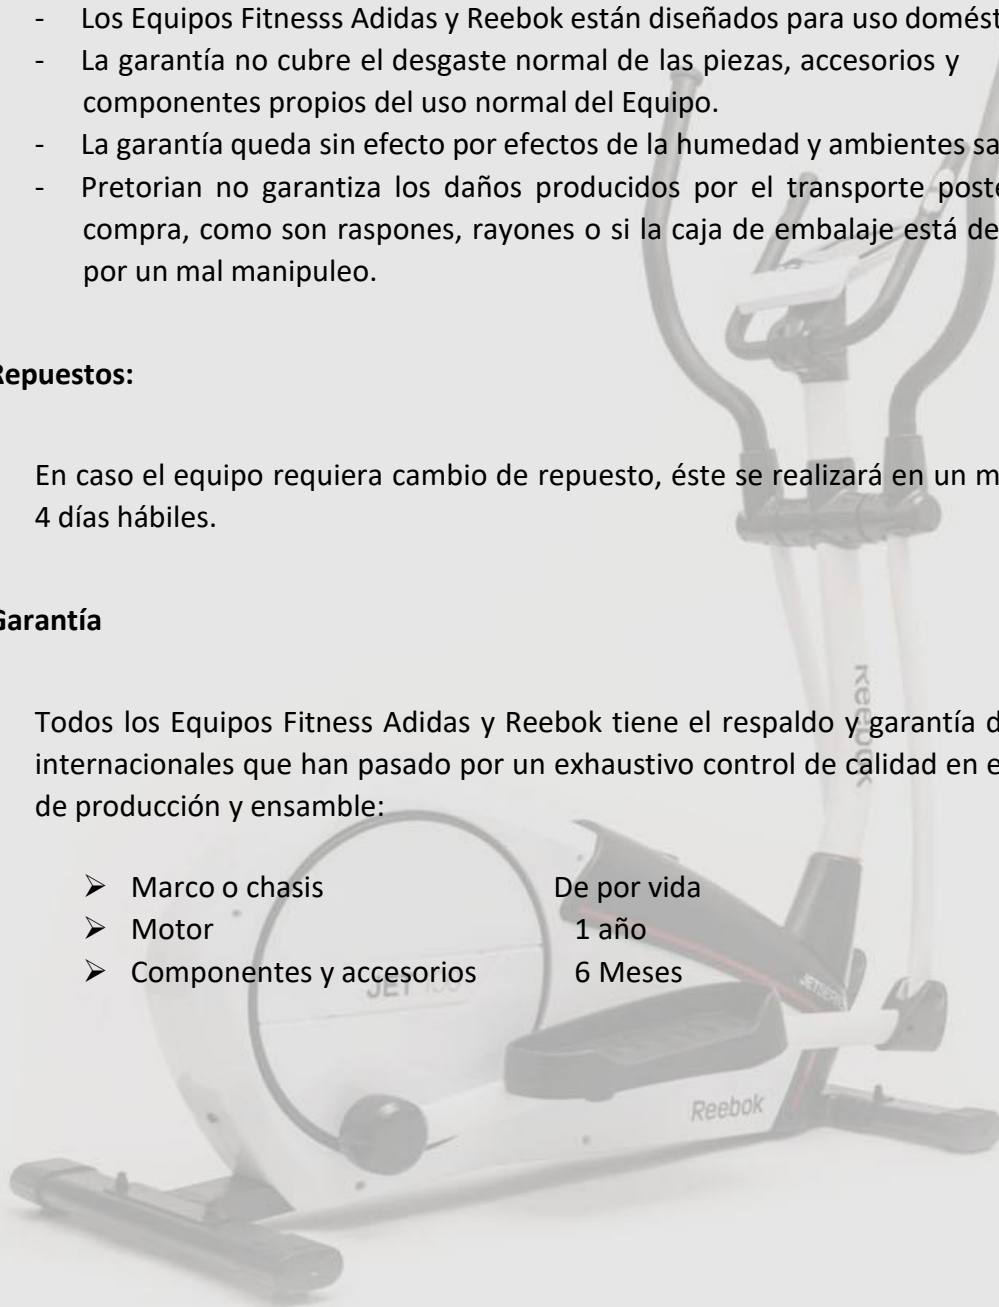 - Los Equipos Fitnesss Adidas y Reebok están diseñados para uso
- La garantía no cubre el desgaste normal de las piezas, accesorios y
componentes propios del uso normal del Equipo.
- La garantía queda sin efecto por efectos de la humedad y ambientes
- Pretorian no garantiza los daños producidos por el transporte
compra, como son raspones, rayones o si la caja de embalaje está
por un mal manipuleo.
Repuestos:
En caso el equipo requiera cambio de repuesto, éste se realizará en un
4 días hábiles.
Garantía
Todos los Equipos Fitness Adidas y Reebok tiene el respaldo y garantía
internacionales que han pasado por un exhaustivo control de calidad en
de producción y ensamble:
➢ Marco o chasis De por vida
➢ Motor 1 año
➢ Componentes y accesorios 6 Meses
JET 100
Reebok
Reebok